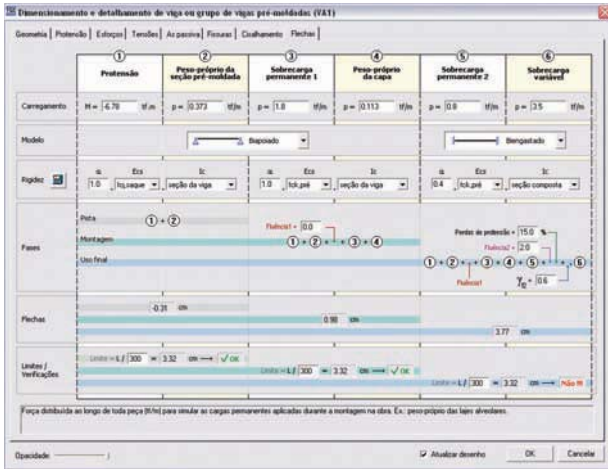 Dimensionamento e detalhamento de viga ou grupo de vigas pré-moldadas (VA1)
Geometria Protensão Esforços Tensões As passiva Fissuras Cisalhamento Flechas
1 2 3 4 5 6
Protensão Peso-próprio da seção pré-moldada Sobrecarga permanente 1 Peso-próprio da capa Sobrecarga permanente 2 Sobrecarga variável
Carregamento M = -6.78 tf.m p = 0.373 tf/m p = 1.8 tf/m p = 0.113 tf/m p = 0.8 tf/m p = 3.5 tf/m
Modelo Biapoiado Biengastado
α Ecs Ic α Ecs Ic α Ecs Ic
Rigidez 1.0 . fcj,saque . seção da viga 1.0 . fck,pré . seção da viga 0.4 . fck,pré . seção composta
Fases
Pista 1 + 2
Fluência1 = 0.0
Montagem 1 + 2 + + 3 + 4
Perdas de protensão = 15.0 %
Fluência2 = 2.0
Uso final 1 + 2 + + 3 + 4 + 5 + + + 6
Fluência1 γf2 = 0.6
Flechas -0.31 cm
0.98 cm
3.77 cm
Limites / Verificações
Limite = L / 300 = 3.32 cm → ✓ OK
Limite = L / 300 = 3.32 cm → ✓ OK
Limite = L / 300 = 3.32 cm → Não !!!
Força distribuída ao longo de toda peça (tf/m) para simular as cargas permanentes aplicadas durante a montagem na obra. Ex.: peso-próprio das lajes alveolares.
Opacidade: Atualizar desenho OK Cancelar